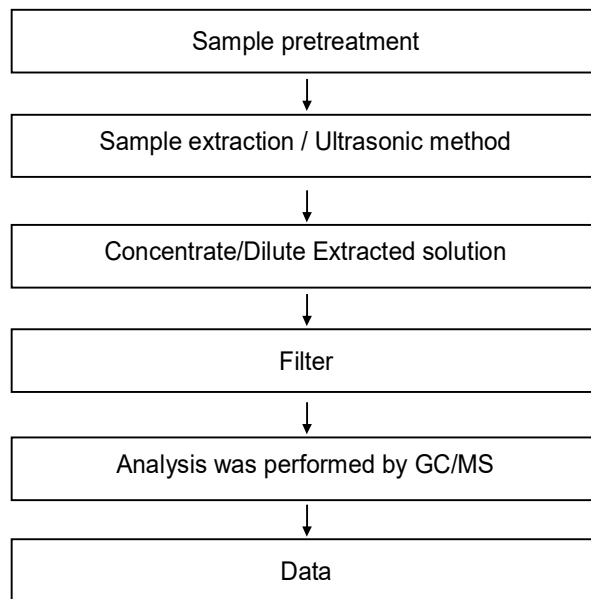 Sample pretreatment
Sample extraction / Ultrasonic method
Concentrate/Dilute Extracted solution
Filter
Analysis was performed by GC/MS
Data